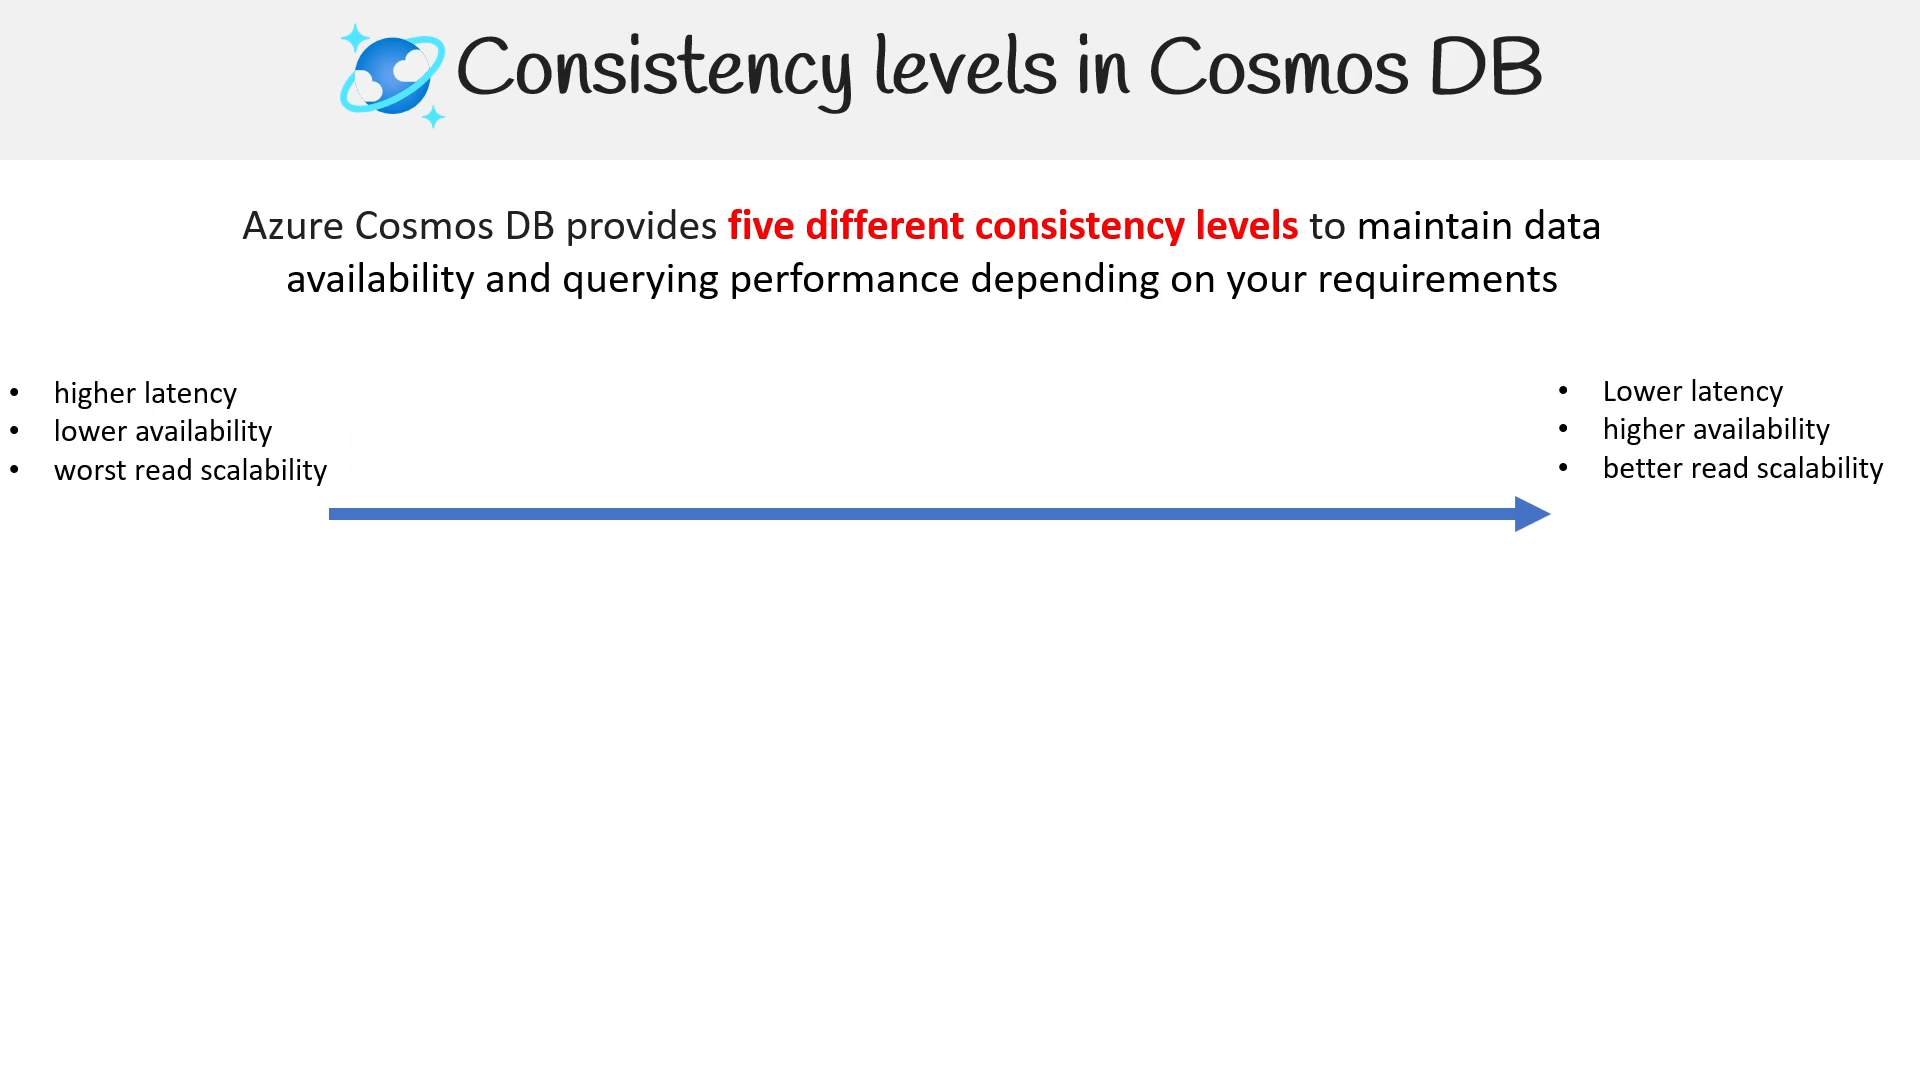 Consistency levels in Cosmos DB
Azure Cosmos DB provides five different consistency levels to maintain data
availability and querying performance depending on your requirements
• higher latency
• lower availability
• worst read scalability
• Lower latency
• higher availability
• better read scalability